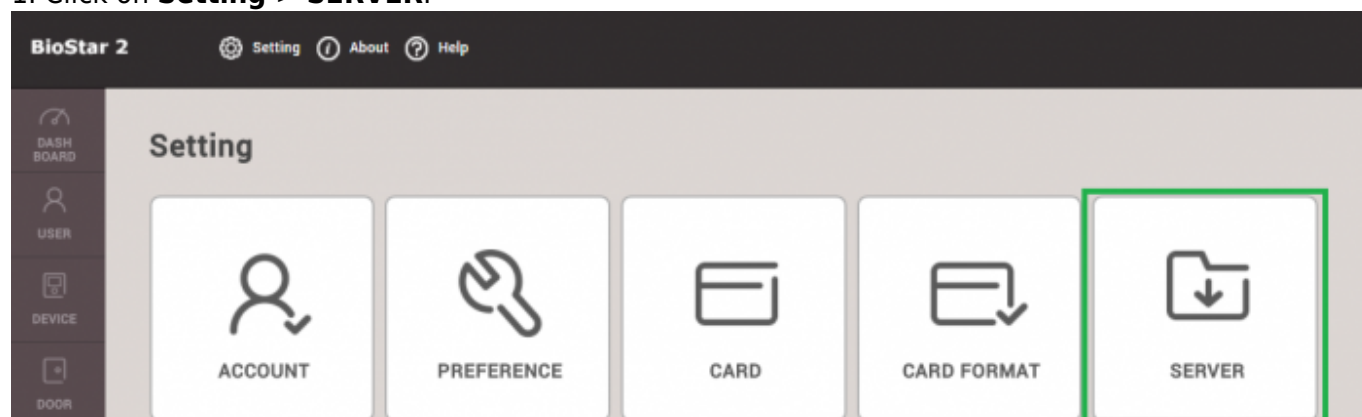 1. Click on Setting > SERVER.
BioStar 2 Setting About Help
DASH
BOARD
USER
DEVICE
DOOR
Setting
ACCOUNT PREFERENCE CARD CARD FORMAT SERVER